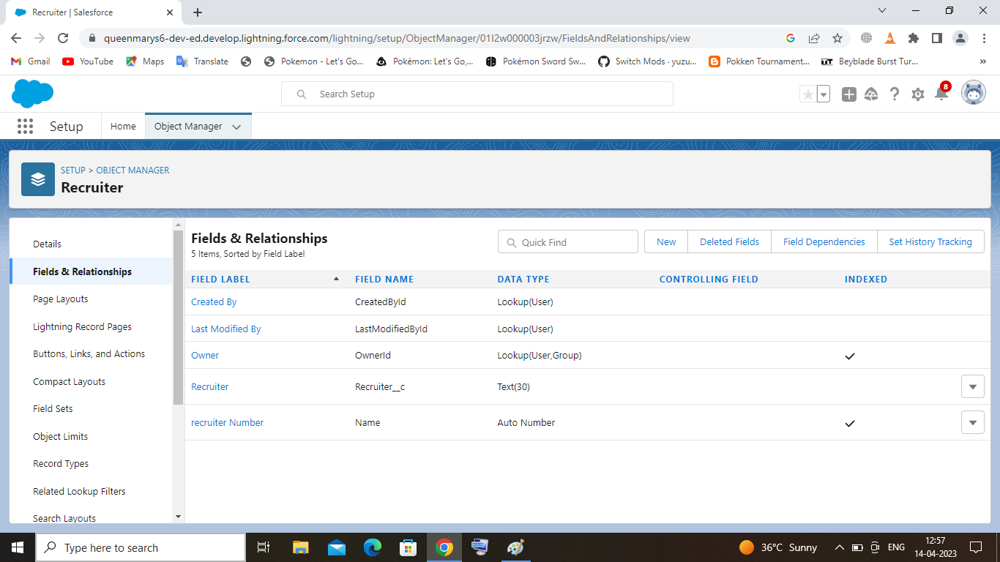 Recruiter | Salesforce
queenmarys6-dev-ed.develop.lightning.force.com/lightning/setup/ObjectManager/01I2w000003jrzw/FieldsAndRelationships/view
Gmail YouTube Maps Translate Pokemon - Let's Go... Pokémon: Let's Go,... Pokémon Sword Sw... Switch Mods · yuzu... Pokken Tournament... Beyblade Burst Tur... »
Search Setup
8
Setup Home Object Manager
SETUP > OBJECT MANAGER
Recruiter
Details
Fields & Relationships
Page Layouts
Lightning Record Pages
Buttons, Links, and Actions
Compact Layouts
Field Sets
Object Limits
Record Types
Related Lookup Filters
Search Layouts
Fields & Relationships
5 Items, Sorted by Field Label
Quick Find
New Deleted Fields Field Dependencies Set History Tracking
FIELD LABEL FIELD NAME DATA TYPE CONTROLLING FIELD INDEXED
Created By CreatedById Lookup(User)
Last Modified By LastModifiedById Lookup(User)
Owner OwnerId Lookup(User,Group)
Recruiter Recruiter__c Text(30)
recruiter Number Name Auto Number
Type here to search
36°C Sunny
ENG
12:57
14-04-2023